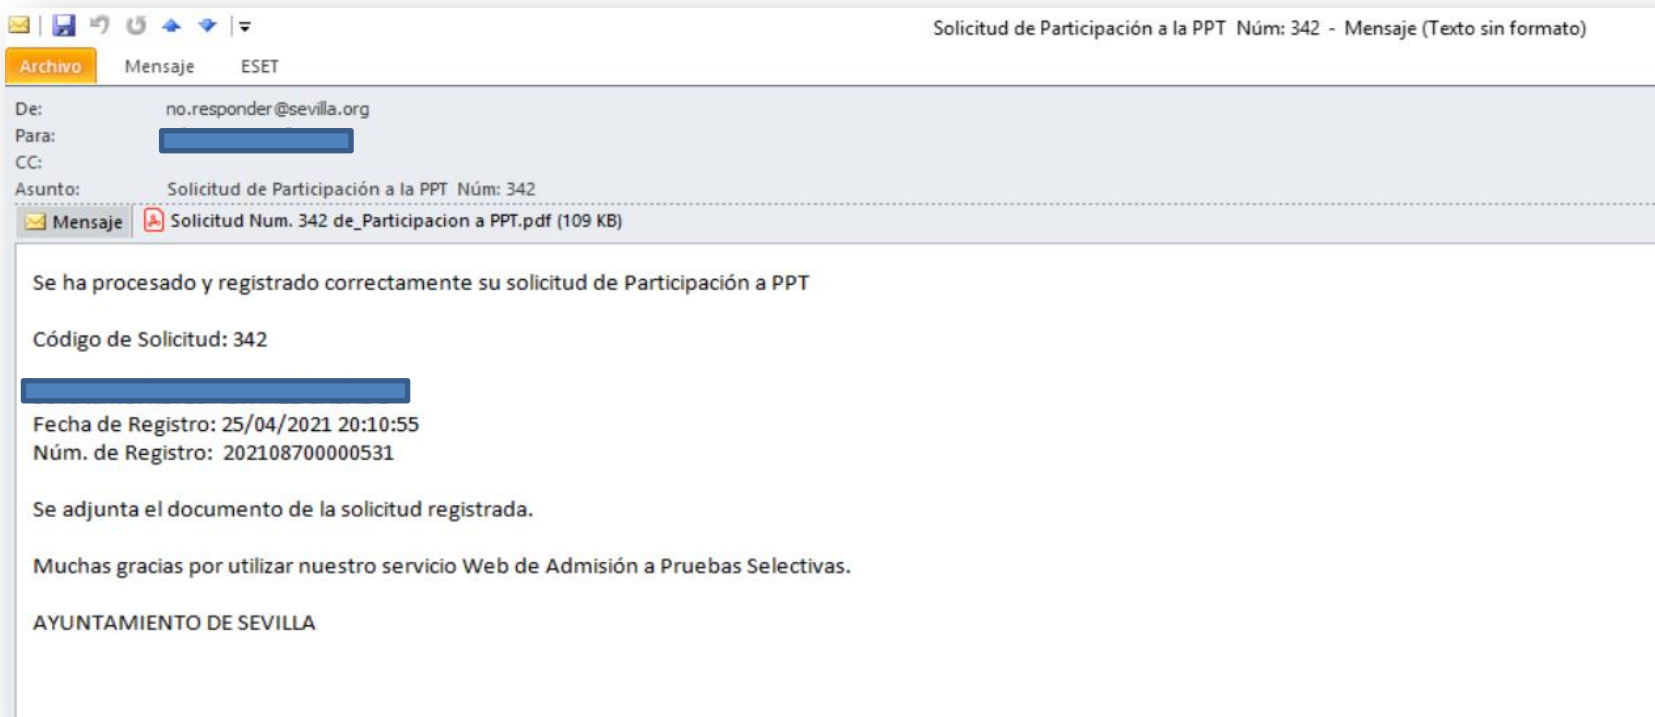 Solicitud de Participación a la PPT Núm: 342 - Mensaje (Texto sin formato)
Archivo Mensaje ESET
De: no.responder@sevilla.org
Para:
CC:
Asunto: Solicitud de Participación a la PPT Núm: 342
Mensaje Solicitud Num. 342 de_Participacion a PPT.pdf (109 KB)
Se ha procesado y registrado correctamente su solicitud de Participación a PPT
Código de Solicitud: 342
Fecha de Registro: 25/04/2021 20:10:55
Núm. de Registro: 202108700000531
Se adjunta el documento de la solicitud registrada.
Muchas gracias por utilizar nuestro servicio Web de Admisión a Pruebas Selectivas.
AYUNTAMIENTO DE SEVILLA